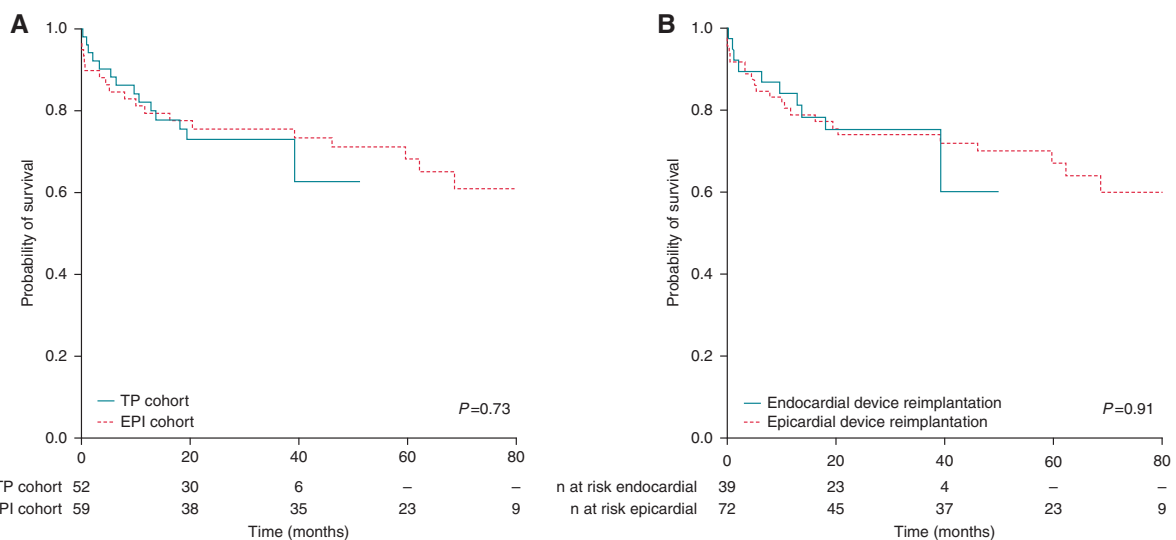 A
1.0
0.8
0.6
0.4
0.2
0.0
Probability of survival
TP cohort
EPI cohort
P=0.73
0 20 40 60 80
TP cohort 52 30 6 – –
PI cohort 59 38 35 23 9
Time (months)
B
1.0
0.8
0.6
0.4
0.2
0.0
Probability of survival
Endocardial device reimplantation
Epicardial device reimplantation
P=0.91
0 20 40 60 80
n at risk endocardial 39 23 4 – –
n at risk epicardial 72 45 37 23 9
Time (months)